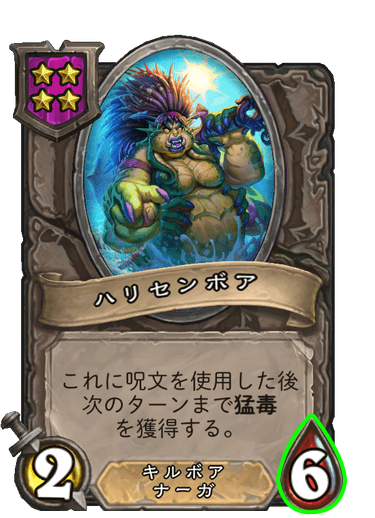 ハリセンボア
これに呪文を使用した後
次のターンまで猛毒
を獲得する。
2
キルボア
ナーガ
6